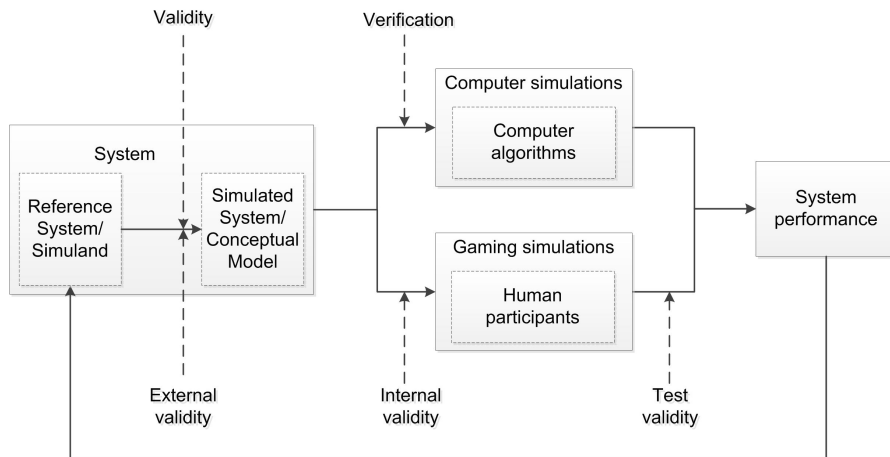 Validity
Verification
Computer simulations
Computer
algorithms
System
Reference
System/
Simuland
Simulated
System/
Conceptual
Model
System
performance
Gaming simulations
Human
participants
External
validity
Internal
validity
Test
validity